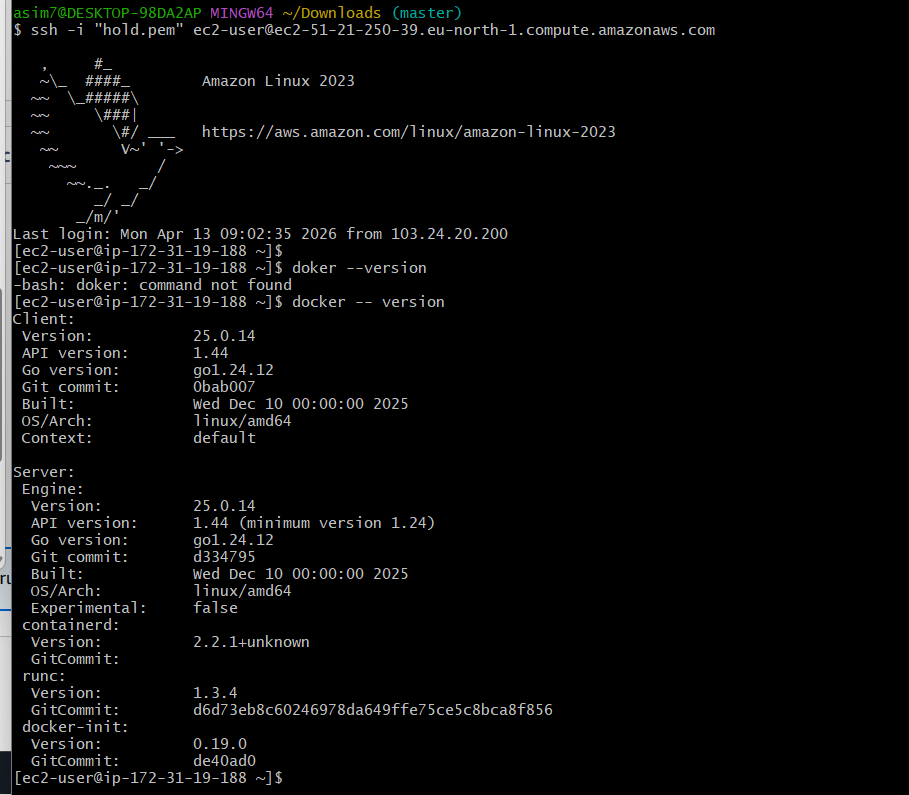 asim7@DESKTOP-98DA2AP MINGW64 ~/Downloads (master)
$ ssh -i "hold.pem" ec2-user@ec2-51-21-250-39.eu-north-1.compute.amazonaws.com
   ,     #_
   ~\_  ####_        Amazon Linux 2023
  ~~  \_#####\
  ~~     \###|
  ~~       \#/ ___   https://aws.amazon.com/linux/amazon-linux-2023
   ~~       V~' '->
    ~~~         /
      ~~._.   _/
         _/ _/
       _/m/'
Last login: Mon Apr 13 09:02:35 2026 from 103.24.20.200
[ec2-user@ip-172-31-19-188 ~]$
[ec2-user@ip-172-31-19-188 ~]$ doker --version
-bash: doker: command not found
[ec2-user@ip-172-31-19-188 ~]$ docker -- version
Client:
 Version:           25.0.14
 API version:       1.44
 Go version:        go1.24.12
 Git commit:        0bab007
 Built:             Wed Dec 10 00:00:00 2025
 OS/Arch:           linux/amd64
 Context:           default
Server:
 Engine:
  Version:          25.0.14
  API version:      1.44 (minimum version 1.24)
  Go version:       go1.24.12
  Git commit:       d334795
  Built:            Wed Dec 10 00:00:00 2025
  OS/Arch:          linux/amd64
  Experimental:     false
 containerd:
  Version:          2.2.1+unknown
  GitCommit:
 runc:
  Version:          1.3.4
  GitCommit:        d6d73eb8c60246978da649ffe75ce5c8bca8f856
 docker-init:
  Version:          0.19.0
  GitCommit:        de40ad0
[ec2-user@ip-172-31-19-188 ~]$